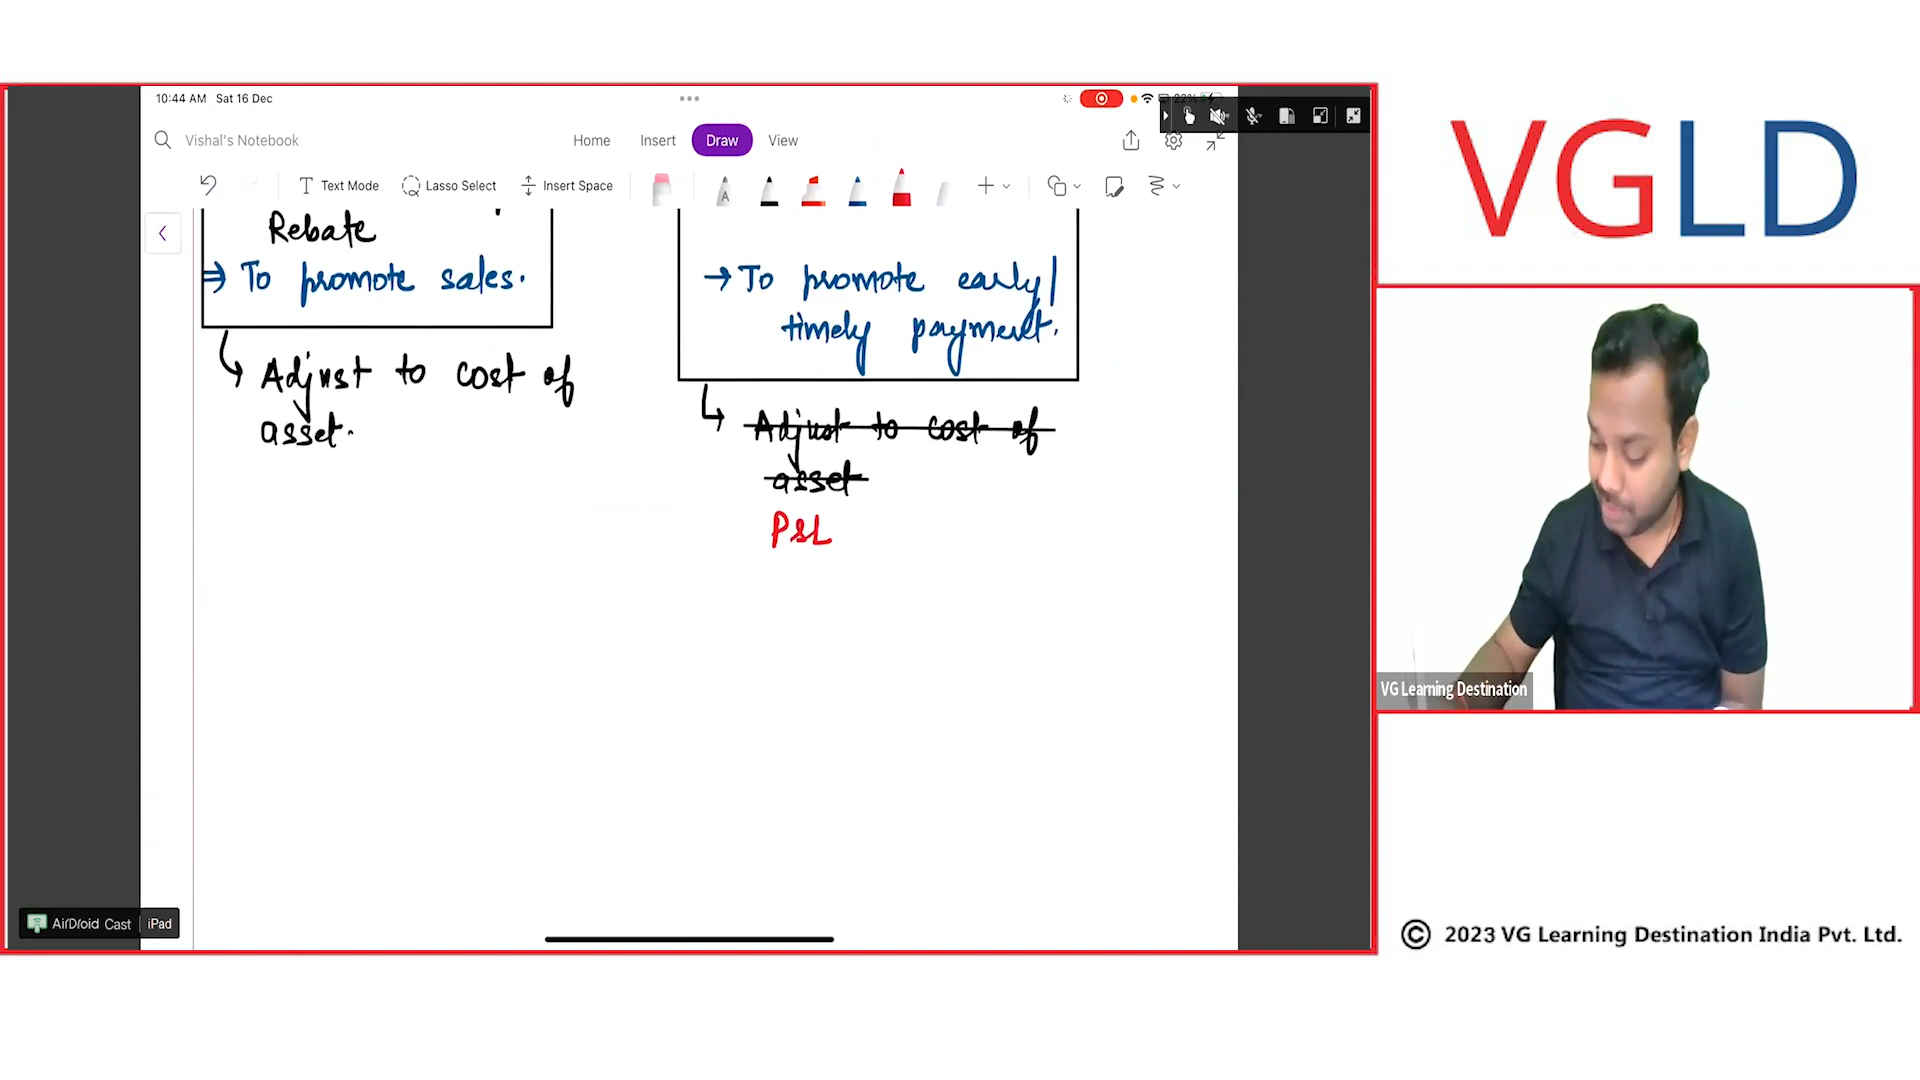 10:44 AM Sat 16 Dec
22%
Vishal's Notebook
Home Insert Draw View
Text Mode Lasso Select Insert Space
A
Rebate
⇒ To promote sales.
↳ Adjust to cost of
asset.
→ To promote early/
timely payment.
↳ Adjust to cost of
asset
P&L
AirDroid Cast iPad
VGLD
VG Learning Destination
© 2023 VG Learning Destination India Pvt. Ltd.